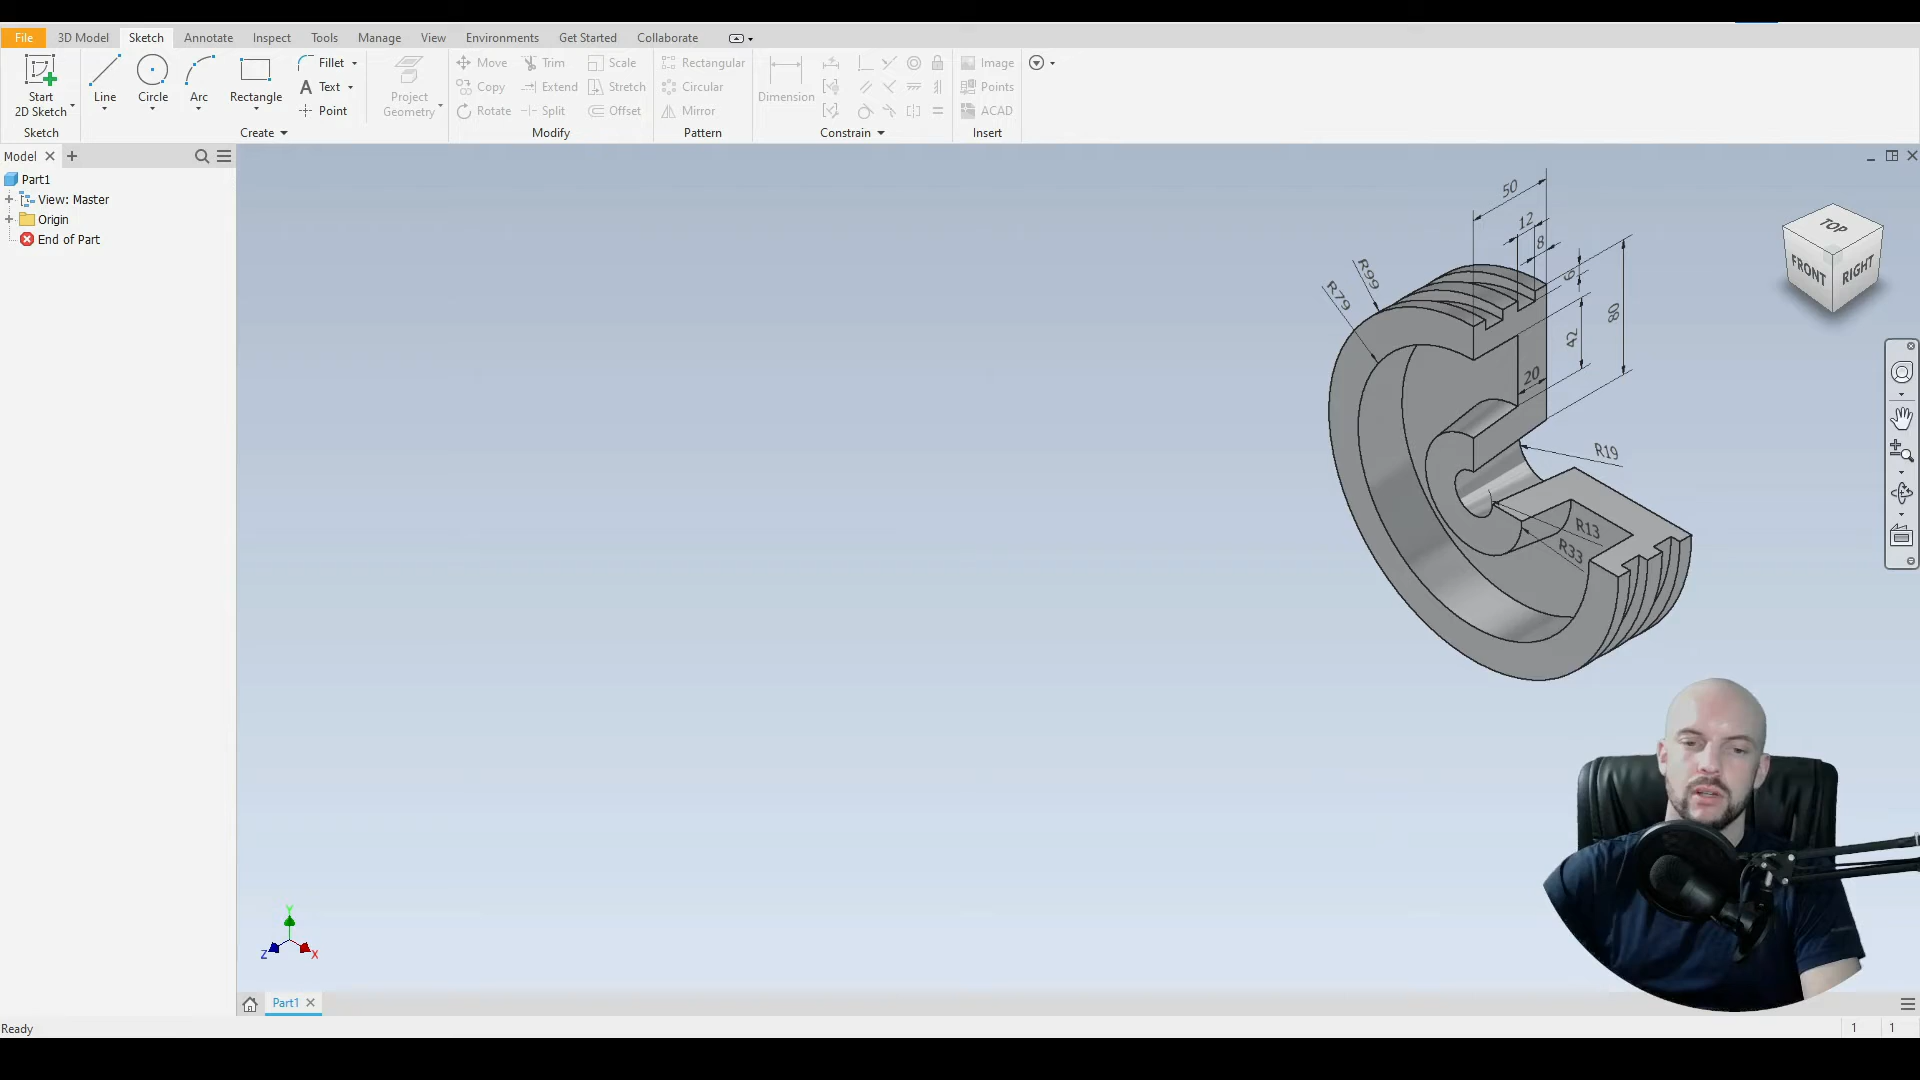 File 3D Model Sketch Annotate Inspect Tools Manage View Environments Get Started Collaborate
Start
2D Sketch
Line
Circle
Arc
Rectangle
Fillet
Text
Point
Project
Geometry
Move
Copy
Rotate
Trim
Extend
Split
Scale
Stretch
Offset
Rectangular
Circular
Mirror
Dimension
Image
Points
ACAD
Sketch
Create
Modify
Pattern
Constrain
Insert
Model
Part1
View: Master
Origin
End of Part
50
12
8
6
80
42
20
R99
R79
R19
R13
R33
TOP
FRONT
RIGHT
Y
Z
X
Part1
Ready
1 1